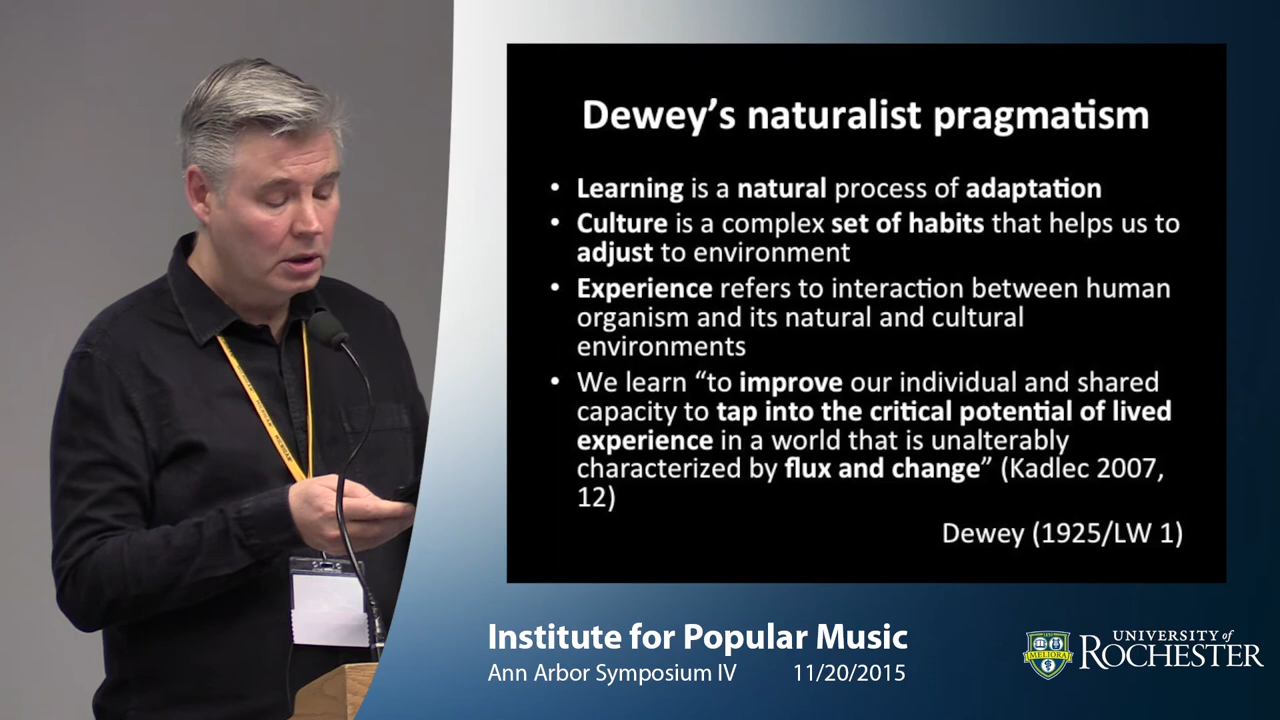 Dewey's naturalist pragmatism
• Learning is a natural process of adaptation
• Culture is a complex set of habits that helps us to
adjust to environment
• Experience refers to interaction between human
organism and its natural and cultural
environments
• We learn “to improve our individual and shared
capacity to tap into the critical potential of lived
experience in a world that is unalterably
characterized by flux and change” (Kadlec 2007,
12)
Dewey (1925/LW 1)
Institute for Popular Music
Ann Arbor Symposium IV 11/20/2015
MELIORA
UNIVERSITY of
ROCHESTER